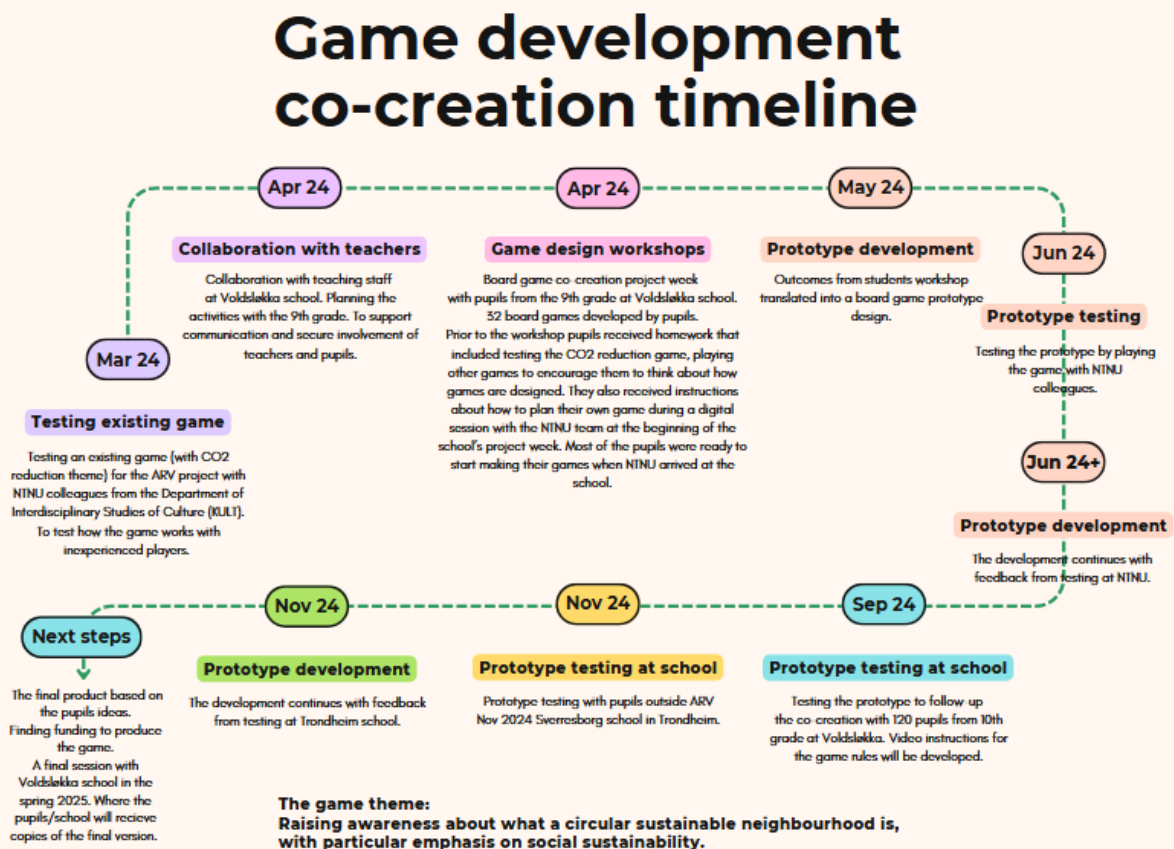 Game development
co-creation timeline
Mar 24
Testing existing game
Testing an existing game (with CO2
reduction theme) for the ARV project with
NTNU colleagues from the Department of
Interdisciplinary Studies of Culture (KULT).
To test how the game works with
inexperienced players.
Apr 24
Collaboration with teachers
Collaboration with teaching staff
at Voldsløkka school. Planning the
activities with the 9th grade. To support
communication and secure involvement of
teachers and pupils.
Apr 24
Game design workshops
Board game co-creation project week
with pupils from the 9th grade at Voldsløkka school.
32 board games developed by pupils.
Prior to the workshop pupils received homework that
included testing the CO2 reduction game, playing
other games to encourage them to think about how
games are designed. They also received instructions
about how to plan their own game during a digital
session with the NTNU team at the beginning of the
school's project week. Most of the pupils were ready to
start making their games when NTNU arrived at the
school.
May 24
Prototype development
Outcomes from students workshop
translated into a board game prototype
design.
Jun 24
Prototype testing
Testing the prototype by playing
the game with NTNU
colleagues.
Jun 24+
Prototype development
The development continues with
feedback from testing at NTNU.
Sep 24
Prototype testing at school
Testing the prototype to follow-up
the co-creation with 120 pupils from 10th
grade at Voldsløkka. Video instructions for
the game rules will be developed.
Nov 24
Prototype testing at school
Prototype testing with pupils outside ARV
Nov 2024 Sverresborg school in Trondheim.
Nov 24
Prototype development
The development continues with feedback
from testing at Trondheim school.
Next steps
The final product based on
the pupils ideas.
Finding funding to produce
the game.
A final session with
Voldsløkka school in the
spring 2025. Where the
pupils/school will recieve
copies of the final version.
The game theme:
Raising awareness about what a circular sustainable neighbourhood is,
with particular emphasis on social sustainability.